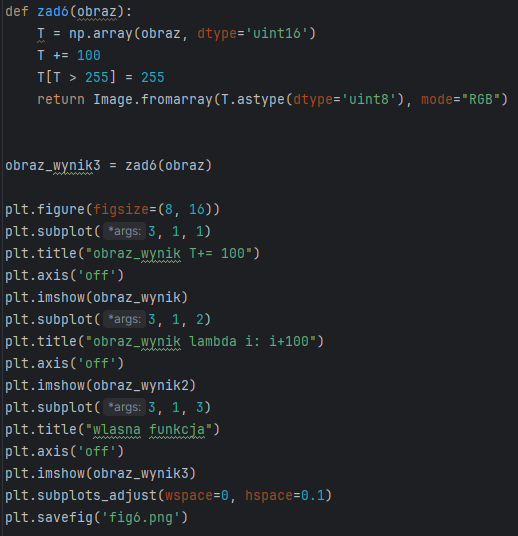 def zad6(obraz):
    T = np.array(obraz, dtype='uint16')
    T += 100
    T[T > 255] = 255
    return Image.fromarray(T.astype(dtype='uint8'), mode="RGB")
obraz_wynik3 = zad6(obraz)
plt.figure(figsize=(8, 16))
plt.subplot( *args: 3, 1, 1)
plt.title("obraz_wynik T+= 100")
plt.axis('off')
plt.imshow(obraz_wynik)
plt.subplot( *args: 3, 1, 2)
plt.title("obraz_wynik lambda i: i+100")
plt.axis('off')
plt.imshow(obraz_wynik2)
plt.subplot( *args: 3, 1, 3)
plt.title("wlasna funkcja")
plt.axis('off')
plt.imshow(obraz_wynik3)
plt.subplots_adjust(wspace=0, hspace=0.1)
plt.savefig('fig6.png')